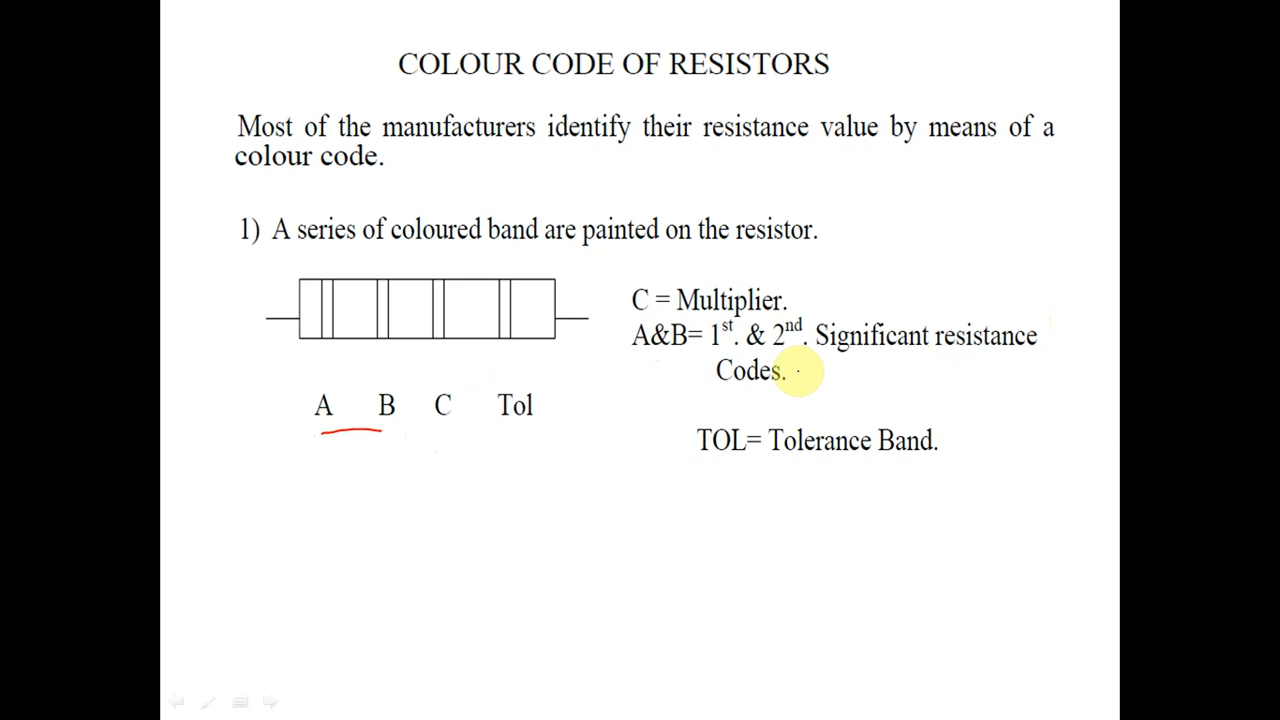 COLOUR CODE OF RESISTORS
Most of the manufacturers identify their resistance value by means of a
colour code.
1) A series of coloured band are painted on the resistor.
C = Multiplier.
A&B= 1st. & 2nd. Significant resistance
Codes.
A B C Tol
TOL= Tolerance Band.